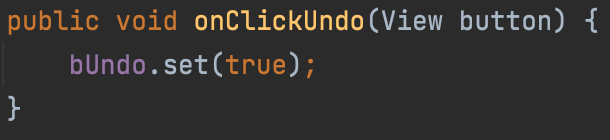 public void onClickUndo(View button) {
    bUndo.set(true);
}